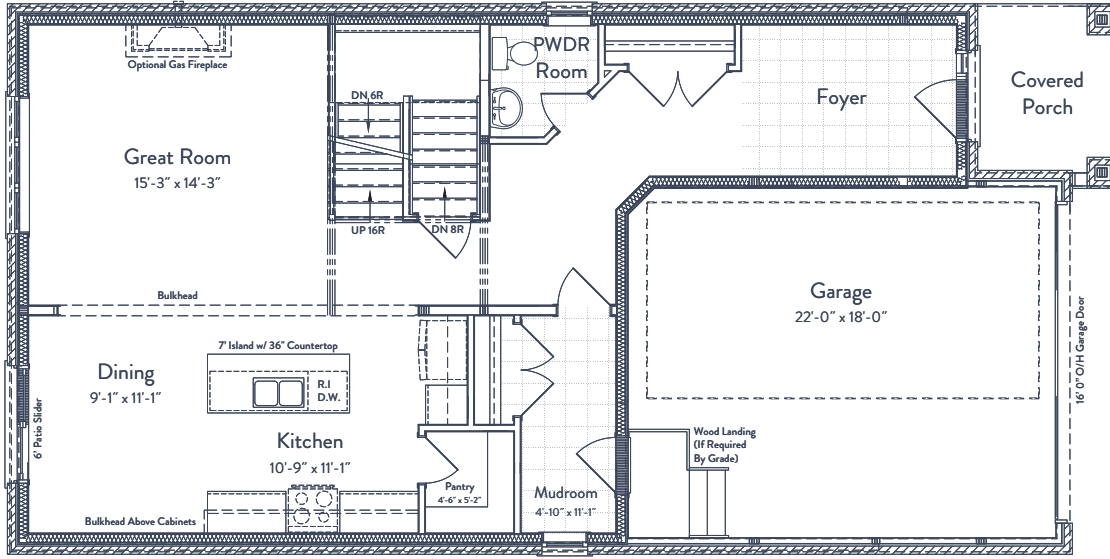 PWDR
Room
Optional Gas Fireplace
Covered
Porch
Foyer
DN 6R
Great Room
15'-3" x 14'-3"
UP 16R
DN 8R
Bulkhead
Garage
22'-0" x 18'-0"
16' 0" O/H Garage Door
7' Island w/ 36" Countertop
Dining
9'-1" x 11'-1"
R.I
D.W.
6' Patio Slider
Kitchen
10'-9" x 11'-1"
Wood Landing
(If Required
By Grade)
Pantry
4'-6" x 5'-2"
Mudroom
4'-10" x 11'-1"
Bulkhead Above Cabinets